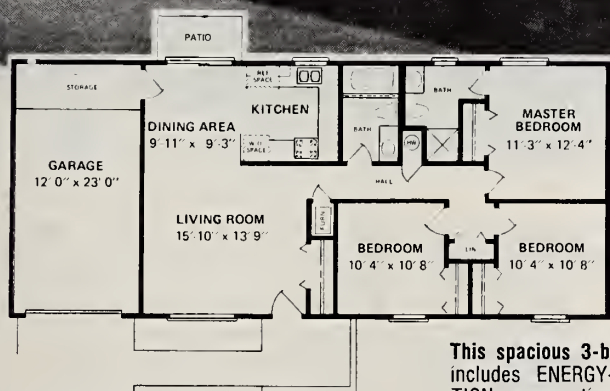 PATIO
STORAGE
REF
SPACE
KITCHEN
BATH
DINING AREA
9'-11" x 9'-3"
BATH
MASTER
BEDROOM
11'-3" x 12'-4"
HW
GARAGE
12' 0" x 23' 0"
SPACE
HALL
LIVING ROOM
15'-10" x 13' 9"
FURN
LIN
BEDROOM
10' 4" x 10' 8"
BEDROOM
10' 4" x 10' 8"
This spacious 3-b
includes ENERGY-